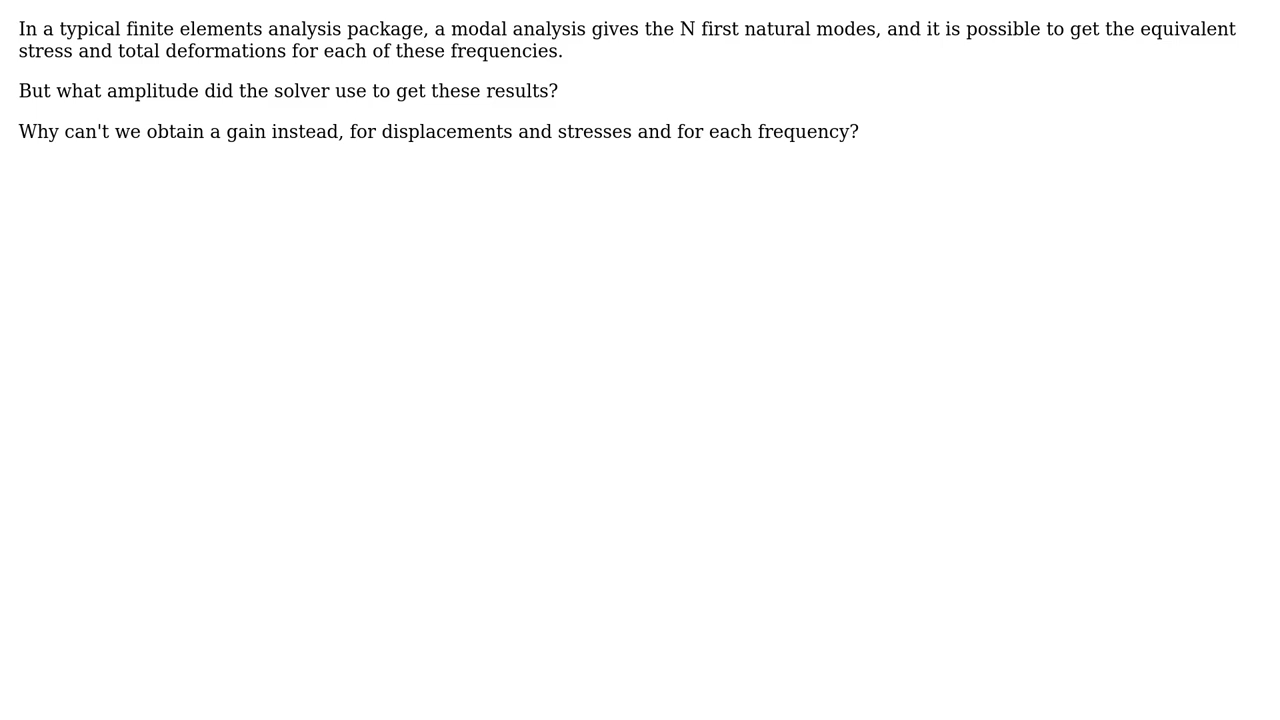 In a typical finite elements analysis package, a modal analysis gives the N first natural modes, and it is possible to get the equivalent
stress and total deformations for each of these frequencies.
But what amplitude did the solver use to get these results?
Why can't we obtain a gain instead, for displacements and stresses and for each frequency?